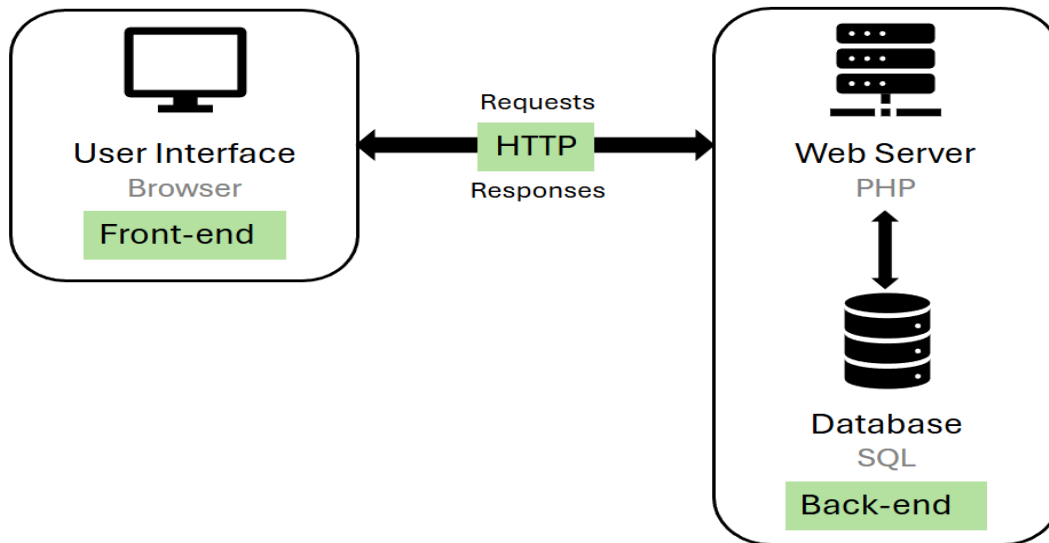 User Interface
Browser
Front-end
Requests
HTTP
Responses
Web Server
PHP
Database
SQL
Back-end